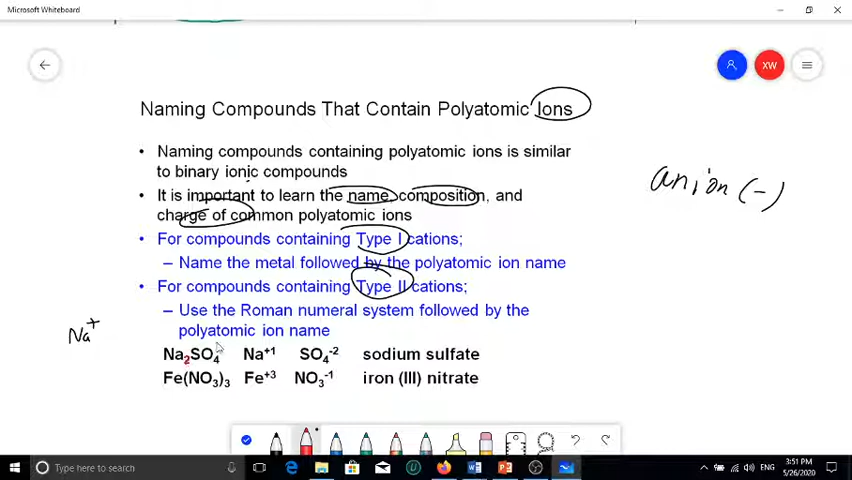 Microsoft Whiteboard
XW
Naming Compounds That Contain Polyatomic Ions
• Naming compounds containing polyatomic ions is similar
to binary ionic compounds
anion (-)
• It is important to learn the name, composition, and
charge of common polyatomic ions
• For compounds containing Type I cations;
– Name the metal followed by the polyatomic ion name
• For compounds containing Type II cations;
– Use the Roman numeral system followed by the
polyatomic ion name
Na⁺
Na₂SO₄ Na⁺¹ SO₄⁻² sodium sulfate
Fe(NO₃)₃ Fe⁺³ NO₃⁻¹ iron (III) nitrate
Type here to search
ENG
3:51 PM
5/26/2020